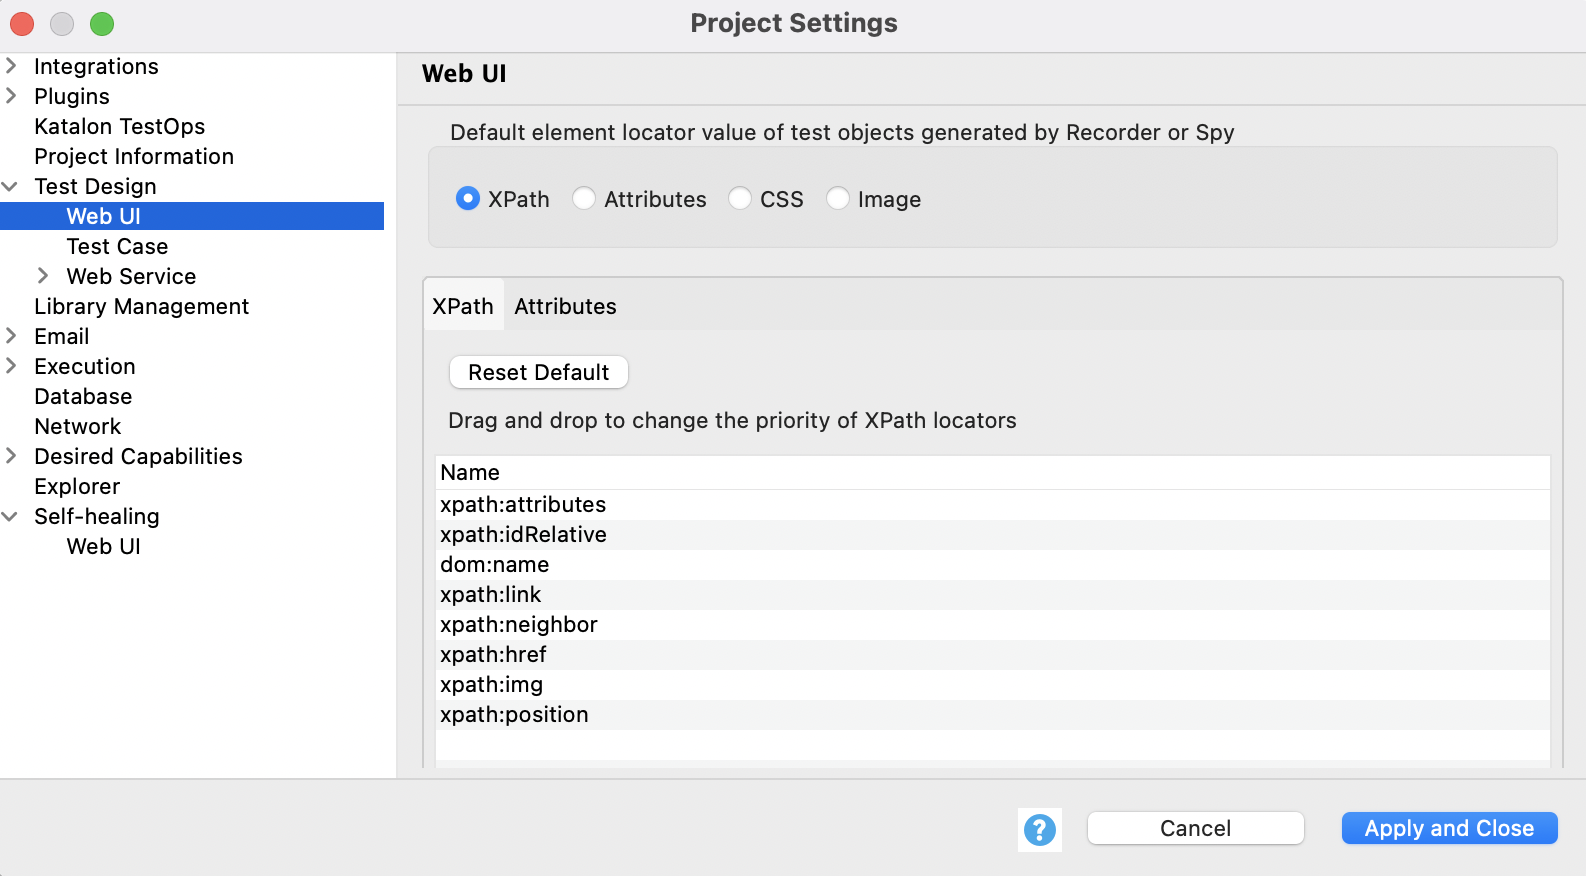 Project Settings
Integrations
Plugins
Katalon TestOps
Project Information
Test Design
Web UI
Test Case
Web Service
Library Management
Email
Execution
Database
Network
Desired Capabilities
Explorer
Self-healing
Web UI
Web UI
Default element locator value of test objects generated by Recorder or Spy
XPath Attributes CSS Image
XPath Attributes
Reset Default
Drag and drop to change the priority of XPath locators
Name
xpath:attributes
xpath:idRelative
dom:name
xpath:link
xpath:neighbor
xpath:href
xpath:img
xpath:position
? Cancel Apply and Close